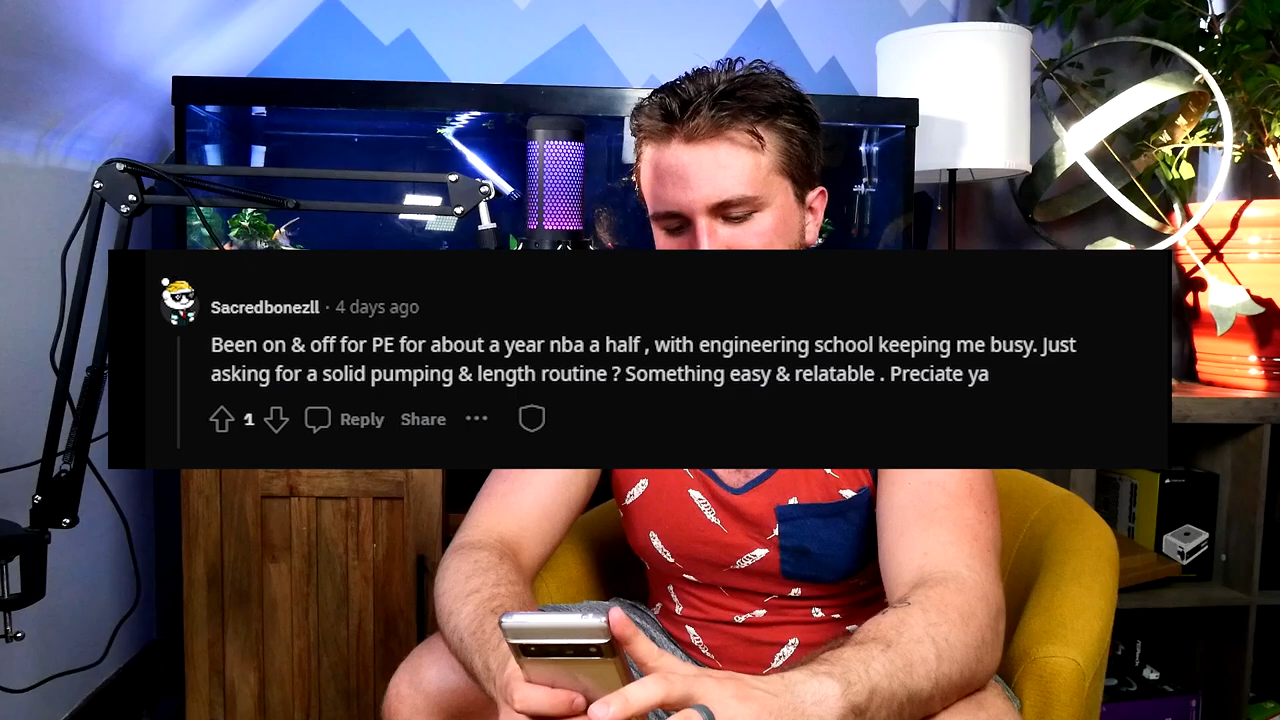 Sacredbonezll · 4 days ago
Been on & off for PE for about a year nba a half , with engineering school keeping me busy. Just
asking for a solid pumping & length routine ? Something easy & relatable . Preciate ya
1 Reply Share ···